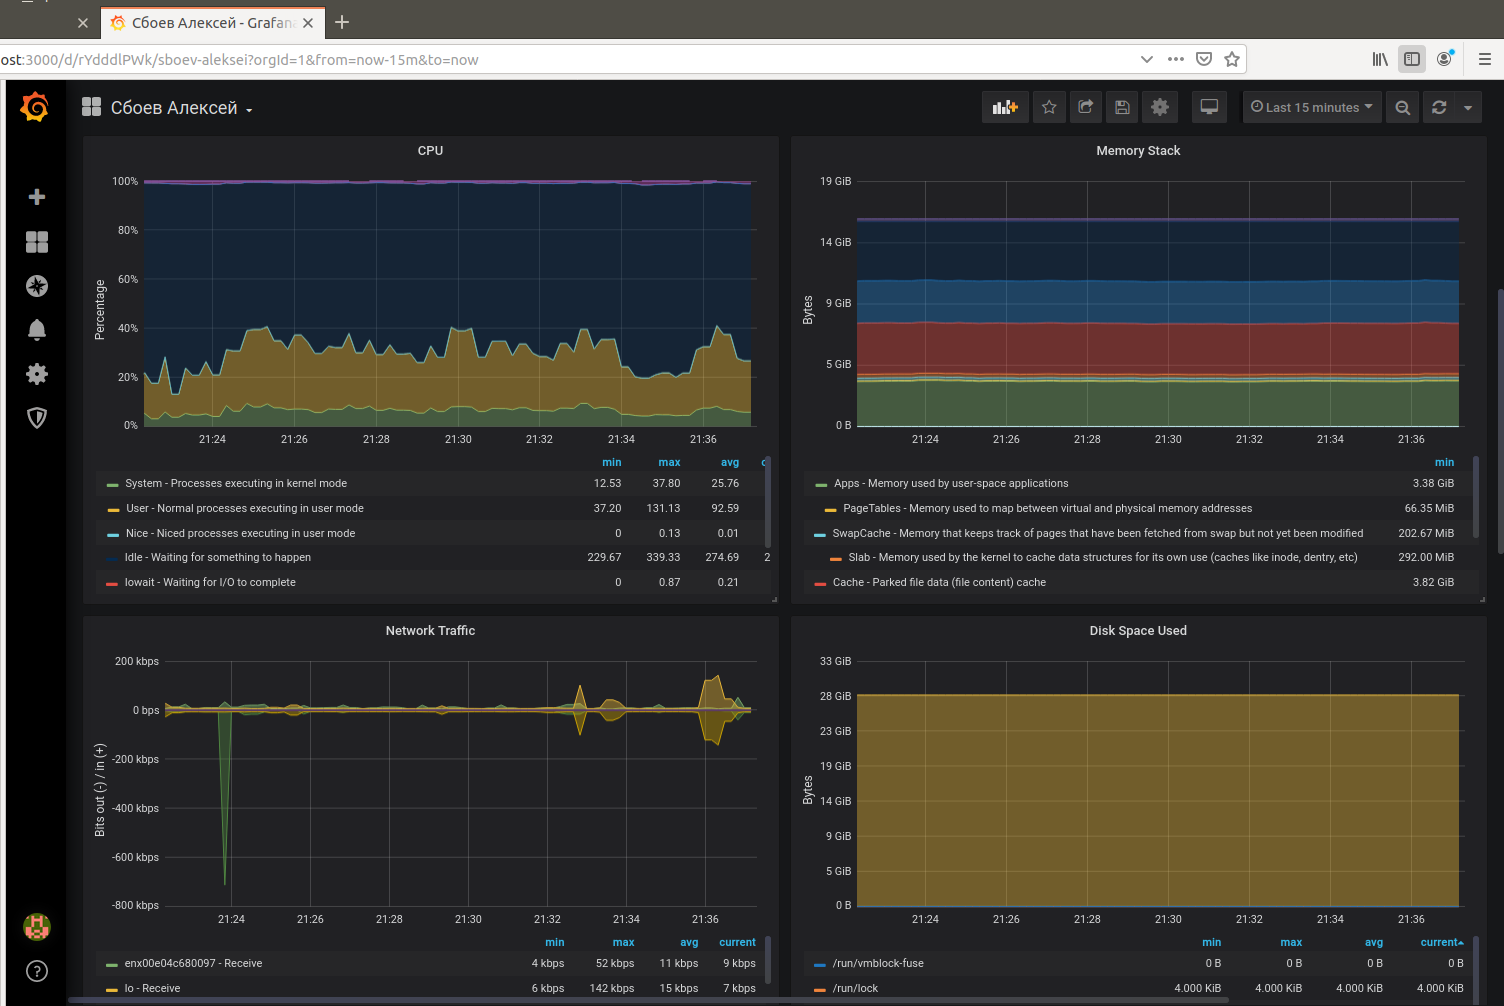 Сбоев Алексей - Grafana
ost:3000/d/rYdddlPWk/sboev-aleksei?orgId=1&from=now-15m&to=now
Сбоев Алексей
Last 15 minutes
CPU
100%
80%
60%
40%
20%
0%
Percentage
21:24 21:26 21:28 21:30 21:32 21:34 21:36
min max avg
System - Processes executing in kernel mode 12.53 37.80 25.76
User - Normal processes executing in user mode 37.20 131.13 92.59
Nice - Niced processes executing in user mode 0 0.13 0.01
Idle - Waiting for something to happen 229.67 339.33 274.69 2
Iowait - Waiting for I/O to complete 0 0.87 0.21
Memory Stack
19 GiB
14 GiB
9 GiB
5 GiB
0 B
Bytes
21:24 21:26 21:28 21:30 21:32 21:34 21:36
min
Apps - Memory used by user-space applications 3.38 GiB
PageTables - Memory used to map between virtual and physical memory addresses 66.35 MiB
SwapCache - Memory that keeps track of pages that have been fetched from swap but not yet been modified 202.67 MiB
Slab - Memory used by the kernel to cache data structures for its own use (caches like inode, dentry, etc) 292.00 MiB
Cache - Parked file data (file content) cache 3.82 GiB
Network Traffic
200 kbps
0 bps
-200 kbps
-400 kbps
-600 kbps
-800 kbps
Bits out (-) / in (+)
21:24 21:26 21:28 21:30 21:32 21:34 21:36
min max avg current
enx00e04c680097 - Receive 4 kbps 52 kbps 11 kbps 9 kbps
lo - Receive 6 kbps 142 kbps 15 kbps 7 kbps
Disk Space Used
33 GiB
28 GiB
23 GiB
19 GiB
14 GiB
9 GiB
5 GiB
0 B
Bytes
21:24 21:26 21:28 21:30 21:32 21:34 21:36
min max avg current
/run/vmblock-fuse 0 B 0 B 0 B 0 B
/run/lock 4.000 KiB 4.000 KiB 4.000 KiB 4.000 KiB